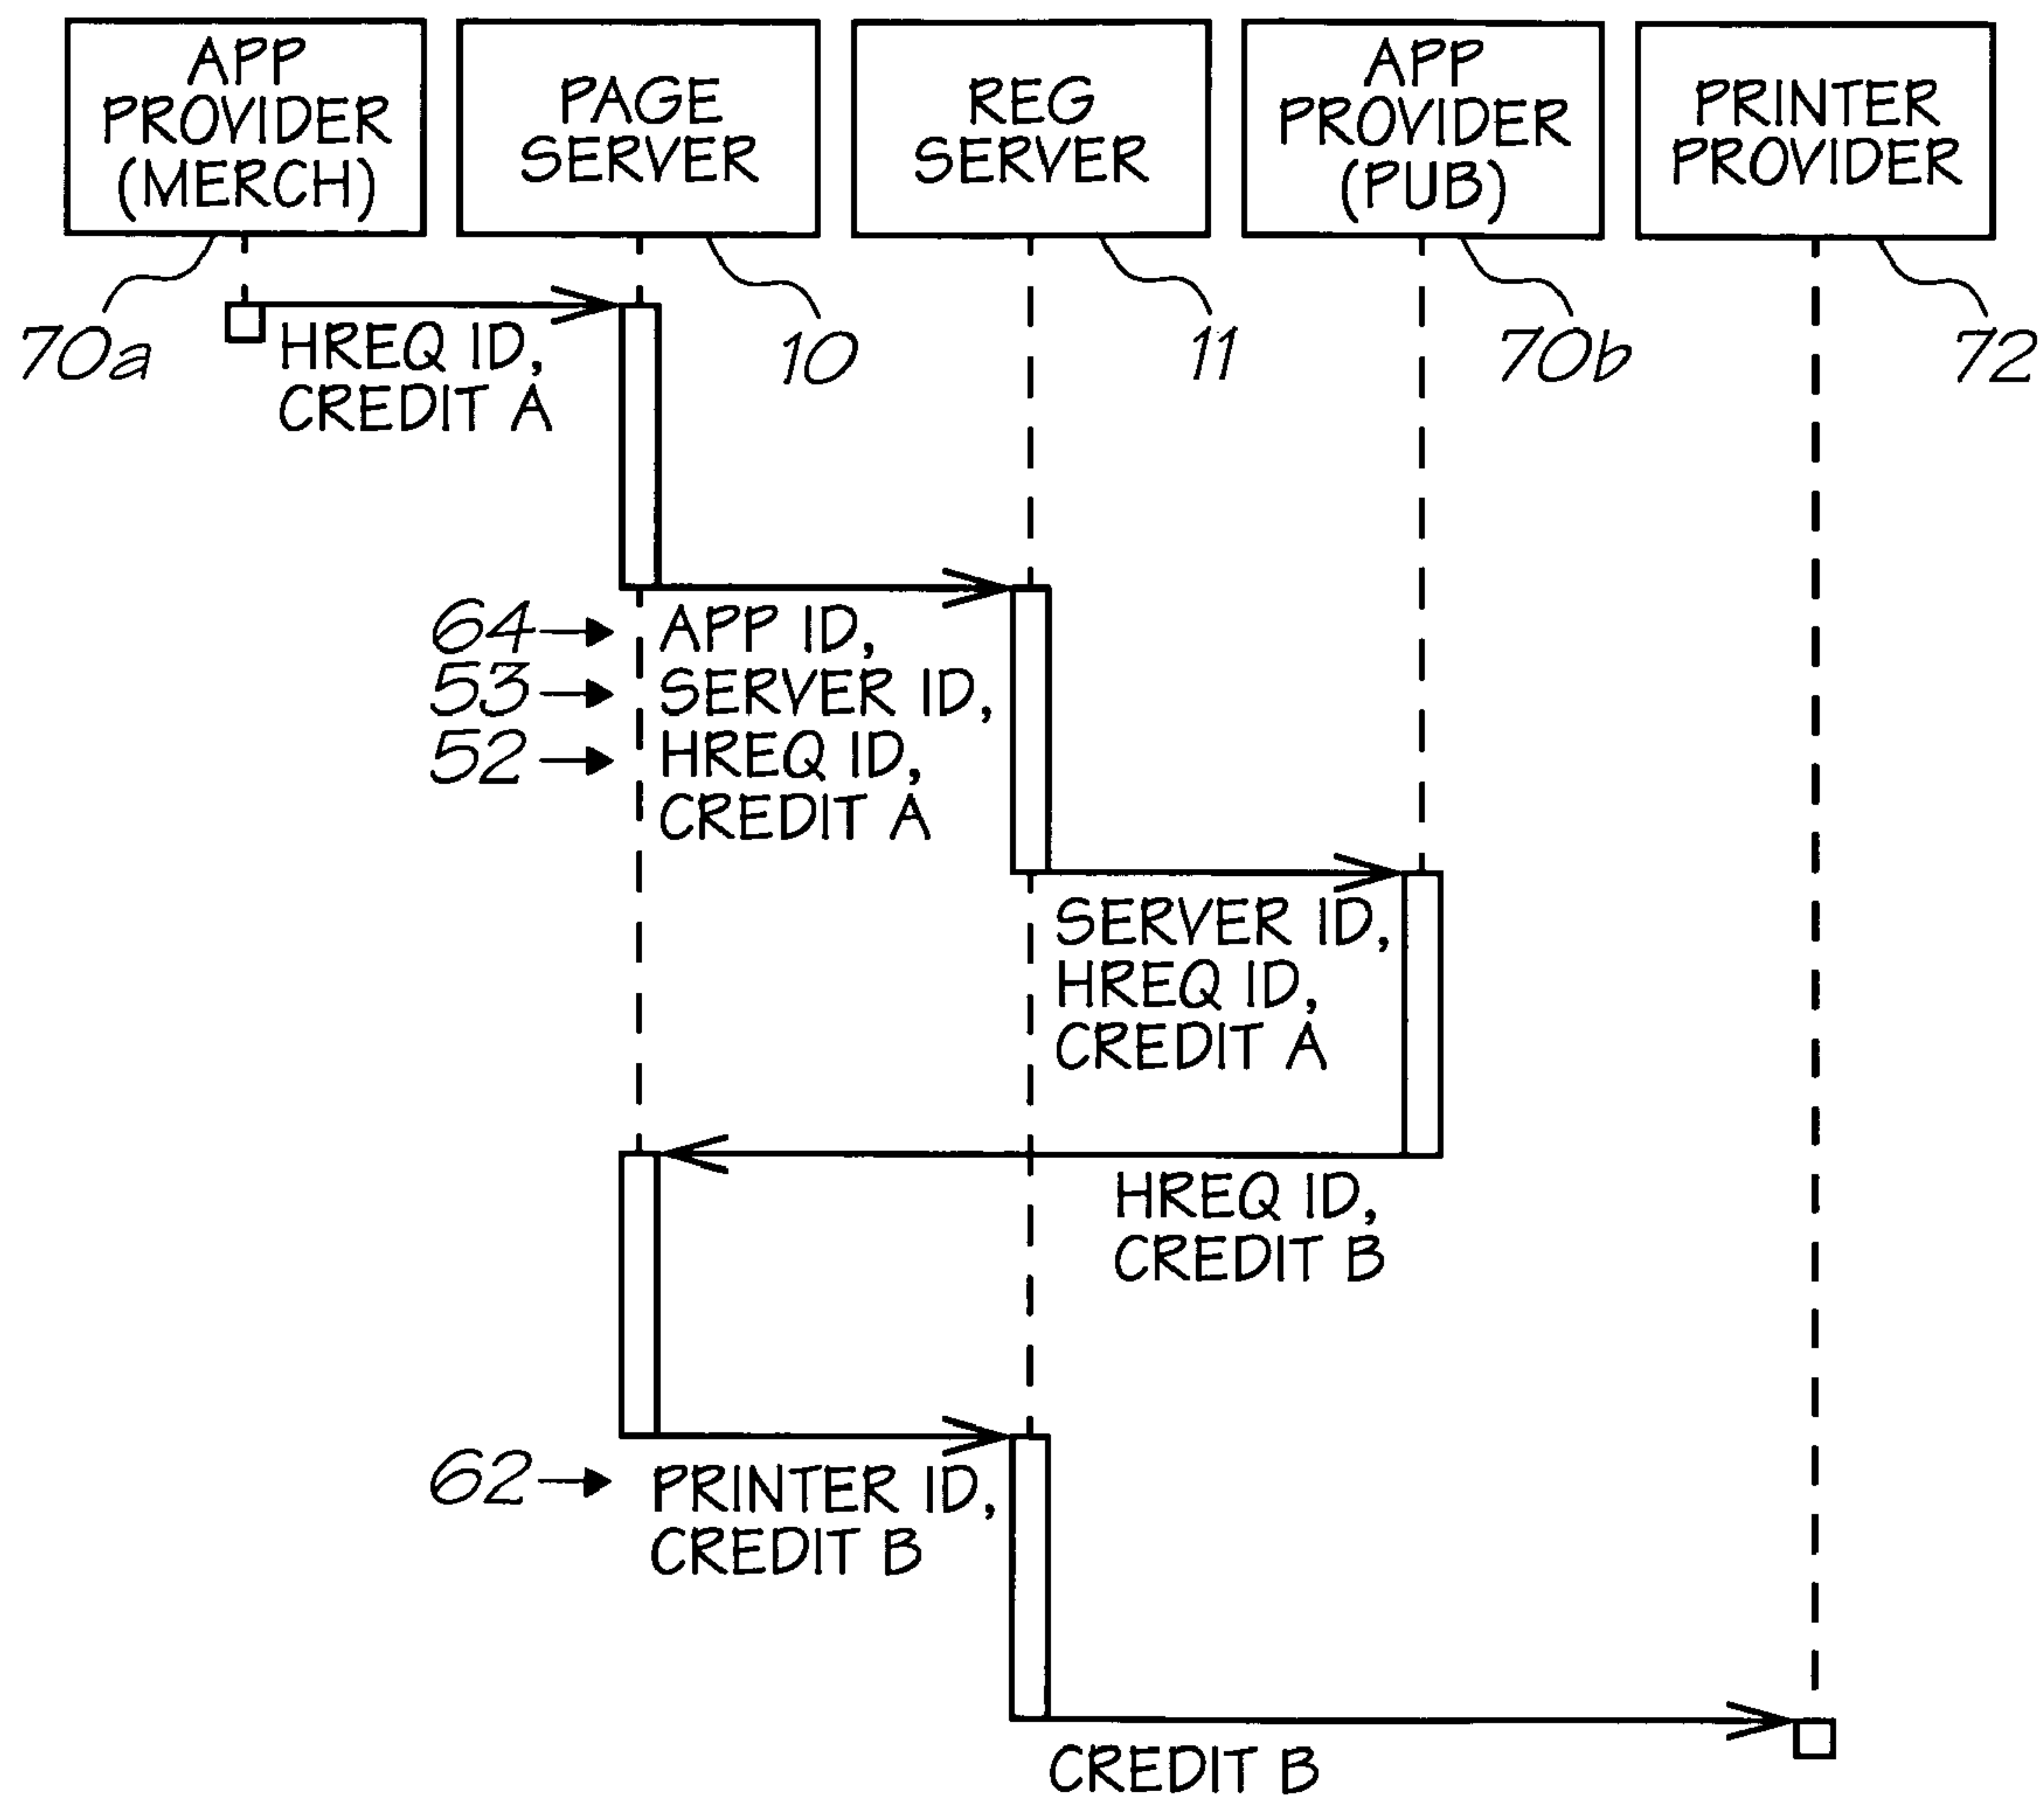 APP
PROVIDER
(MERCH)
PAGE
SERVER
REG
SERVER
APP
PROVIDER
(PUB)
PRINTER
PROVIDER
70a
10
11
70b
72
HREQ ID,
CREDIT A
64
APP ID,
53
SERVER ID,
52
HREQ ID,
CREDIT A
SERVER ID,
HREQ ID,
CREDIT A
HREQ ID,
CREDIT B
62
PRINTER ID,
CREDIT B
CREDIT B